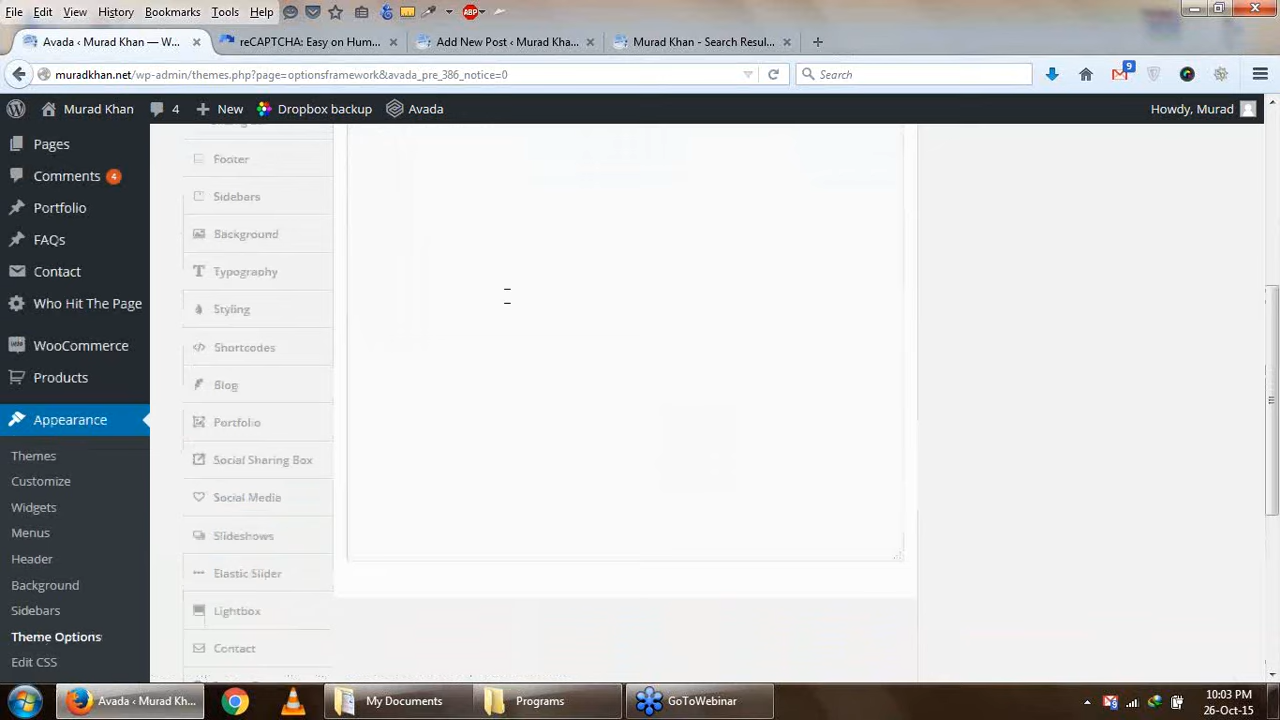 File Edit View History Bookmarks Tools Help
Avada ‹ Murad Khan — W...
reCAPTCHA: Easy on Hum...
Add New Post ‹ Murad Kha...
Murad Khan - Search Resul...
muradkhan.net/wp-admin/themes.php?page=optionsframework&avada_pre_386_notice=0
Search
9
Murad Khan
4
New
Dropbox backup
Avada
Howdy, Murad
Pages
Comments 4
Portfolio
FAQs
Contact
Who Hit The Page
WooCommerce
Products
Appearance
Themes
Customize
Widgets
Menus
Header
Background
Sidebars
Theme Options
Edit CSS
Footer
Sidebars
Background
Typography
Styling
Shortcodes
Blog
Portfolio
Social Sharing Box
Social Media
Slideshows
Elastic Slider
Lightbox
Contact
Avada ‹ Murad Kh...
My Documents
Programs
GoToWebinar
10:03 PM
26-Oct-15